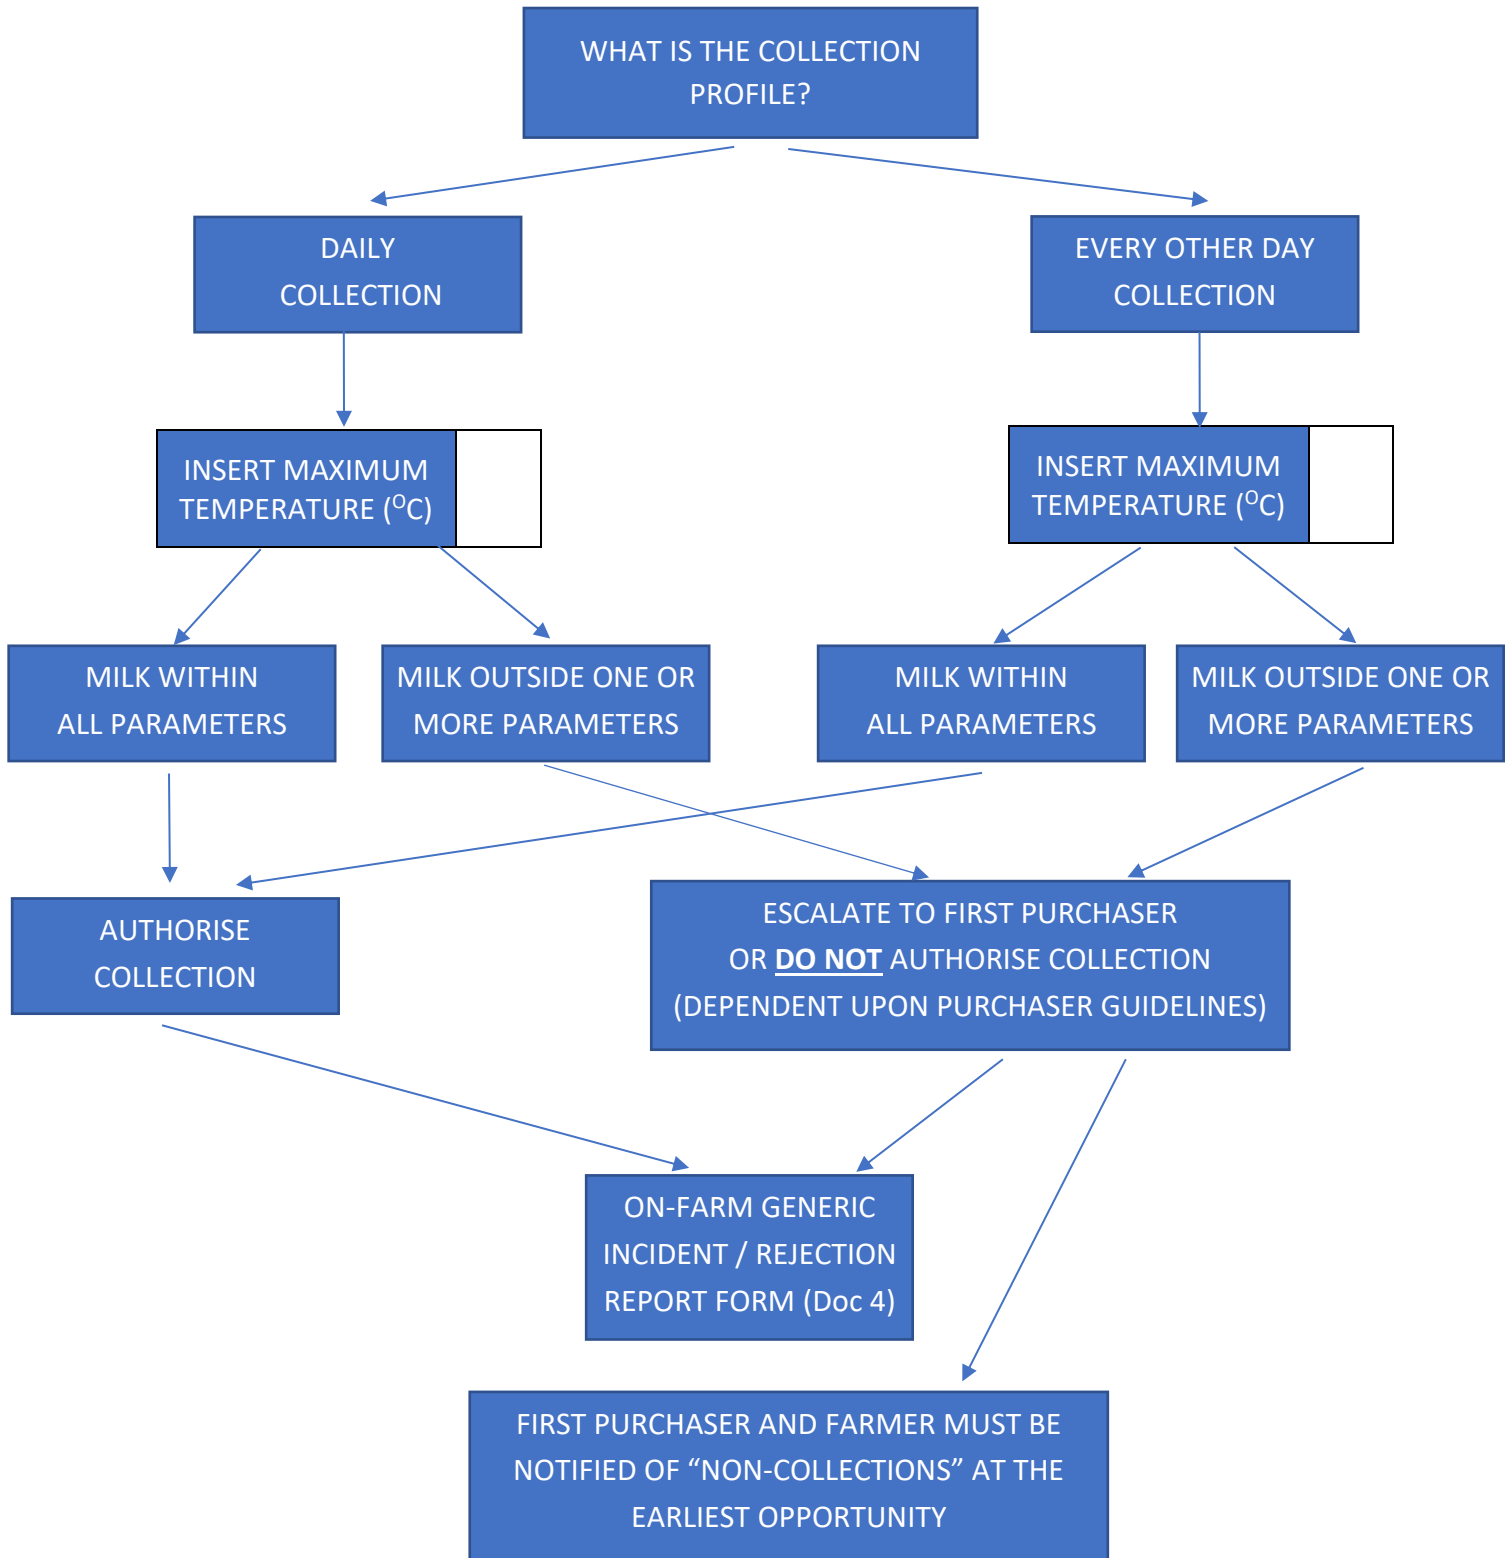 WHAT IS THE COLLECTION
PROFILE?
DAILY
COLLECTION
EVERY OTHER DAY
COLLECTION
INSERT MAXIMUM
TEMPERATURE (ᴼC)
INSERT MAXIMUM
TEMPERATURE (ᴼC)
MILK WITHIN
ALL PARAMETERS
MILK OUTSIDE ONE OR
MORE PARAMETERS
MILK WITHIN
ALL PARAMETERS
MILK OUTSIDE ONE OR
MORE PARAMETERS
AUTHORISE
COLLECTION
ESCALATE TO FIRST PURCHASER
OR DO NOT AUTHORISE COLLECTION
(DEPENDENT UPON PURCHASER GUIDELINES)
ON-FARM GENERIC
INCIDENT / REJECTION
REPORT FORM (Doc 4)
FIRST PURCHASER AND FARMER MUST BE
NOTIFIED OF “NON-COLLECTIONS” AT THE
EARLIEST OPPORTUNITY